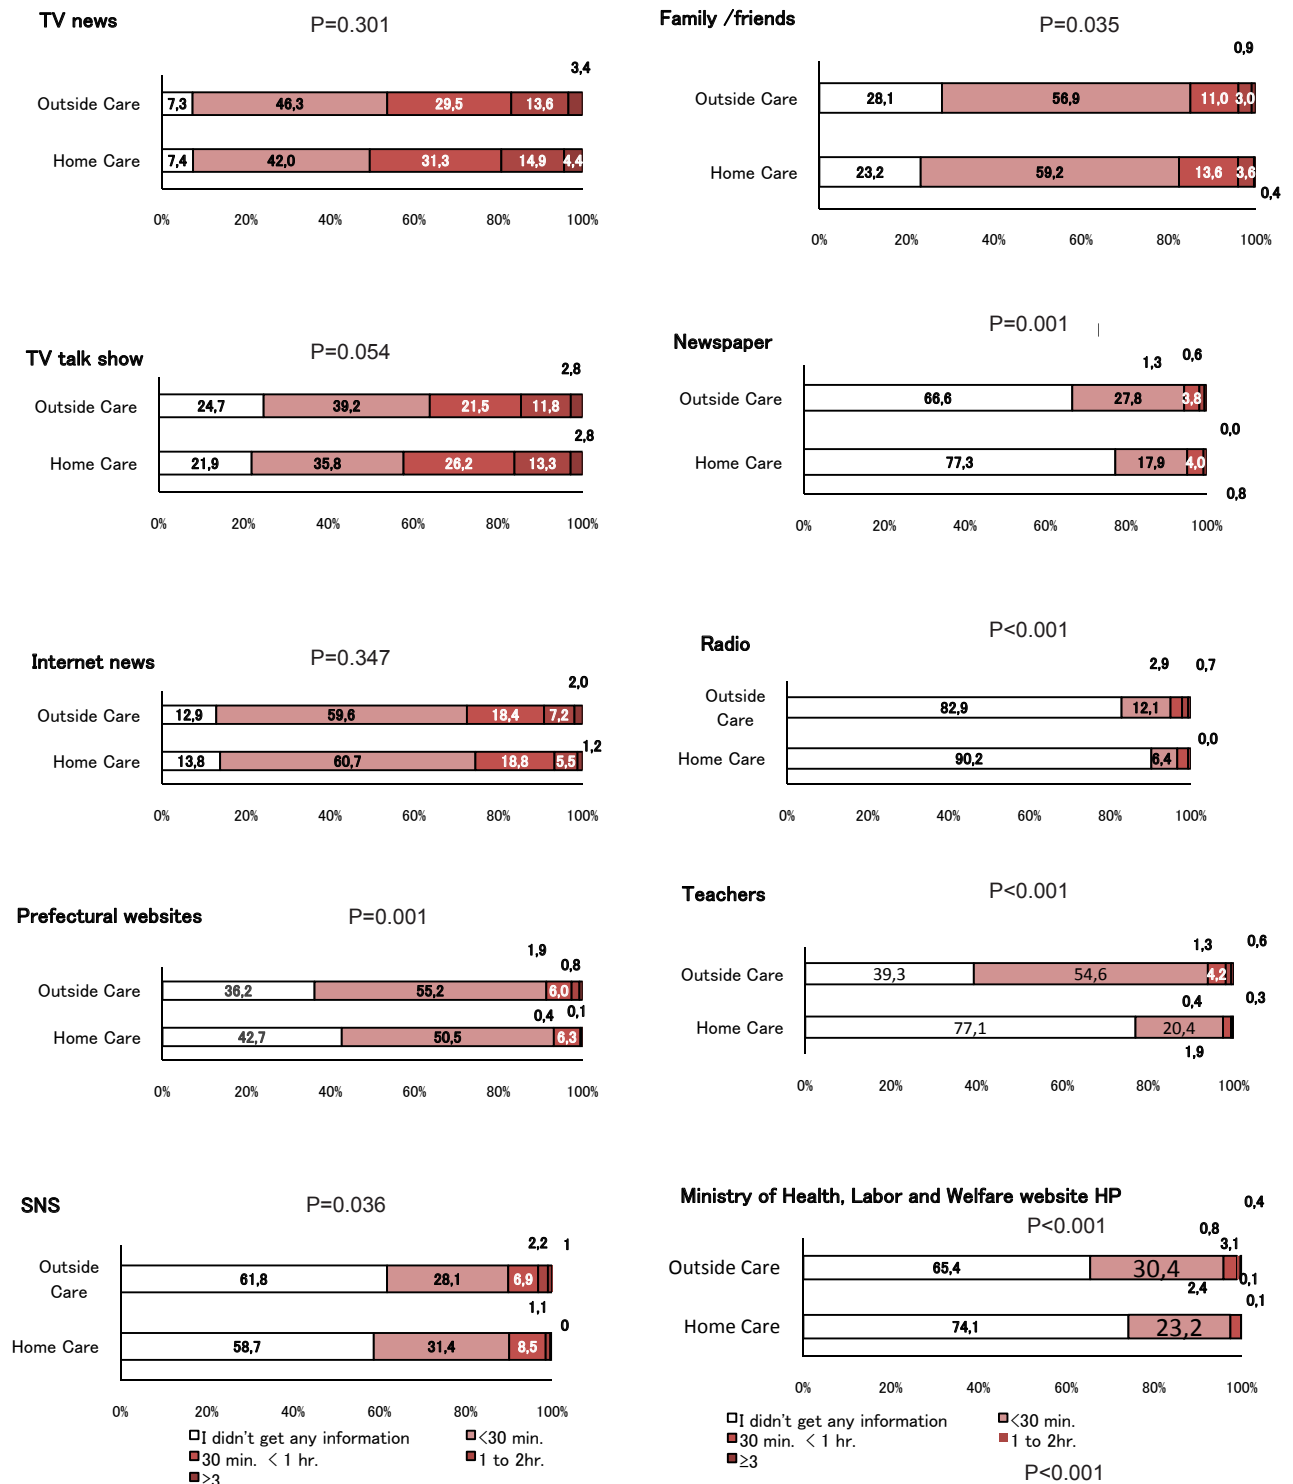 TV news
P=0.301
3,4
Outside Care
7,3
46,3
29,5
13,6
Home Care
7,4
42,0
31,3
14,9
4,4
0% 20% 40% 60% 80% 100%
Family /friends
P=0.035
0,9
Outside Care
28,1
56,9
11,0
3,0
Home Care
23,2
59,2
13,6
3,6
0,4
0% 20% 40% 60% 80% 100%
TV talk show
P=0.054
2,8
Outside Care
24,7
39,2
21,5
11,8
2,8
Home Care
21,9
35,8
26,2
13,3
0% 20% 40% 60% 80% 100%
Newspaper
P=0.001
1,3
0,6
Outside Care
66,6
27,8
3,8
0,0
Home Care
77,3
17,9
4,0
0,8
0% 20% 40% 60% 80% 100%
Internet news
P=0.347
2,0
Outside Care
12,9
59,6
18,4
7,2
1,2
Home Care
13,8
60,7
18,8
5,5
0% 20% 40% 60% 80% 100%
Radio
P<0.001
2,9
0,7
Outside
Care
82,9
12,1
0,0
Home Care
90,2
6,4
0% 20% 40% 60% 80% 100%
Prefectural websites
P=0.001
1,9
0,8
Outside Care
36,2
55,2
6,0
0,4
0,1
Home Care
42,7
50,5
6,3
0% 20% 40% 60% 80% 100%
Teachers
P<0.001
1,3
0,6
Outside Care
39,3
54,6
4,2
0,4
0,3
Home Care
77,1
20,4
1,9
0% 20% 40% 60% 80% 100%
SNS
P=0.036
2,2
1
Outside
Care
61,8
28,1
6,9
1,1
0
Home Care
58,7
31,4
8,5
0% 20% 40% 60% 80% 100%
I didn't get any information
<30 min.
30 min. < 1 hr.
1 to 2hr.
≥3
Ministry of Health, Labor and Welfare website HP
P<0.001
0,4
0,8
3,1
Outside Care
65,4
30,4
0,1
2,4
0,1
Home Care
74,1
23,2
0% 20% 40% 60% 80% 100%
I didn't get any information
<30 min.
30 min. < 1 hr.
1 to 2hr.
≥3
P<0.001